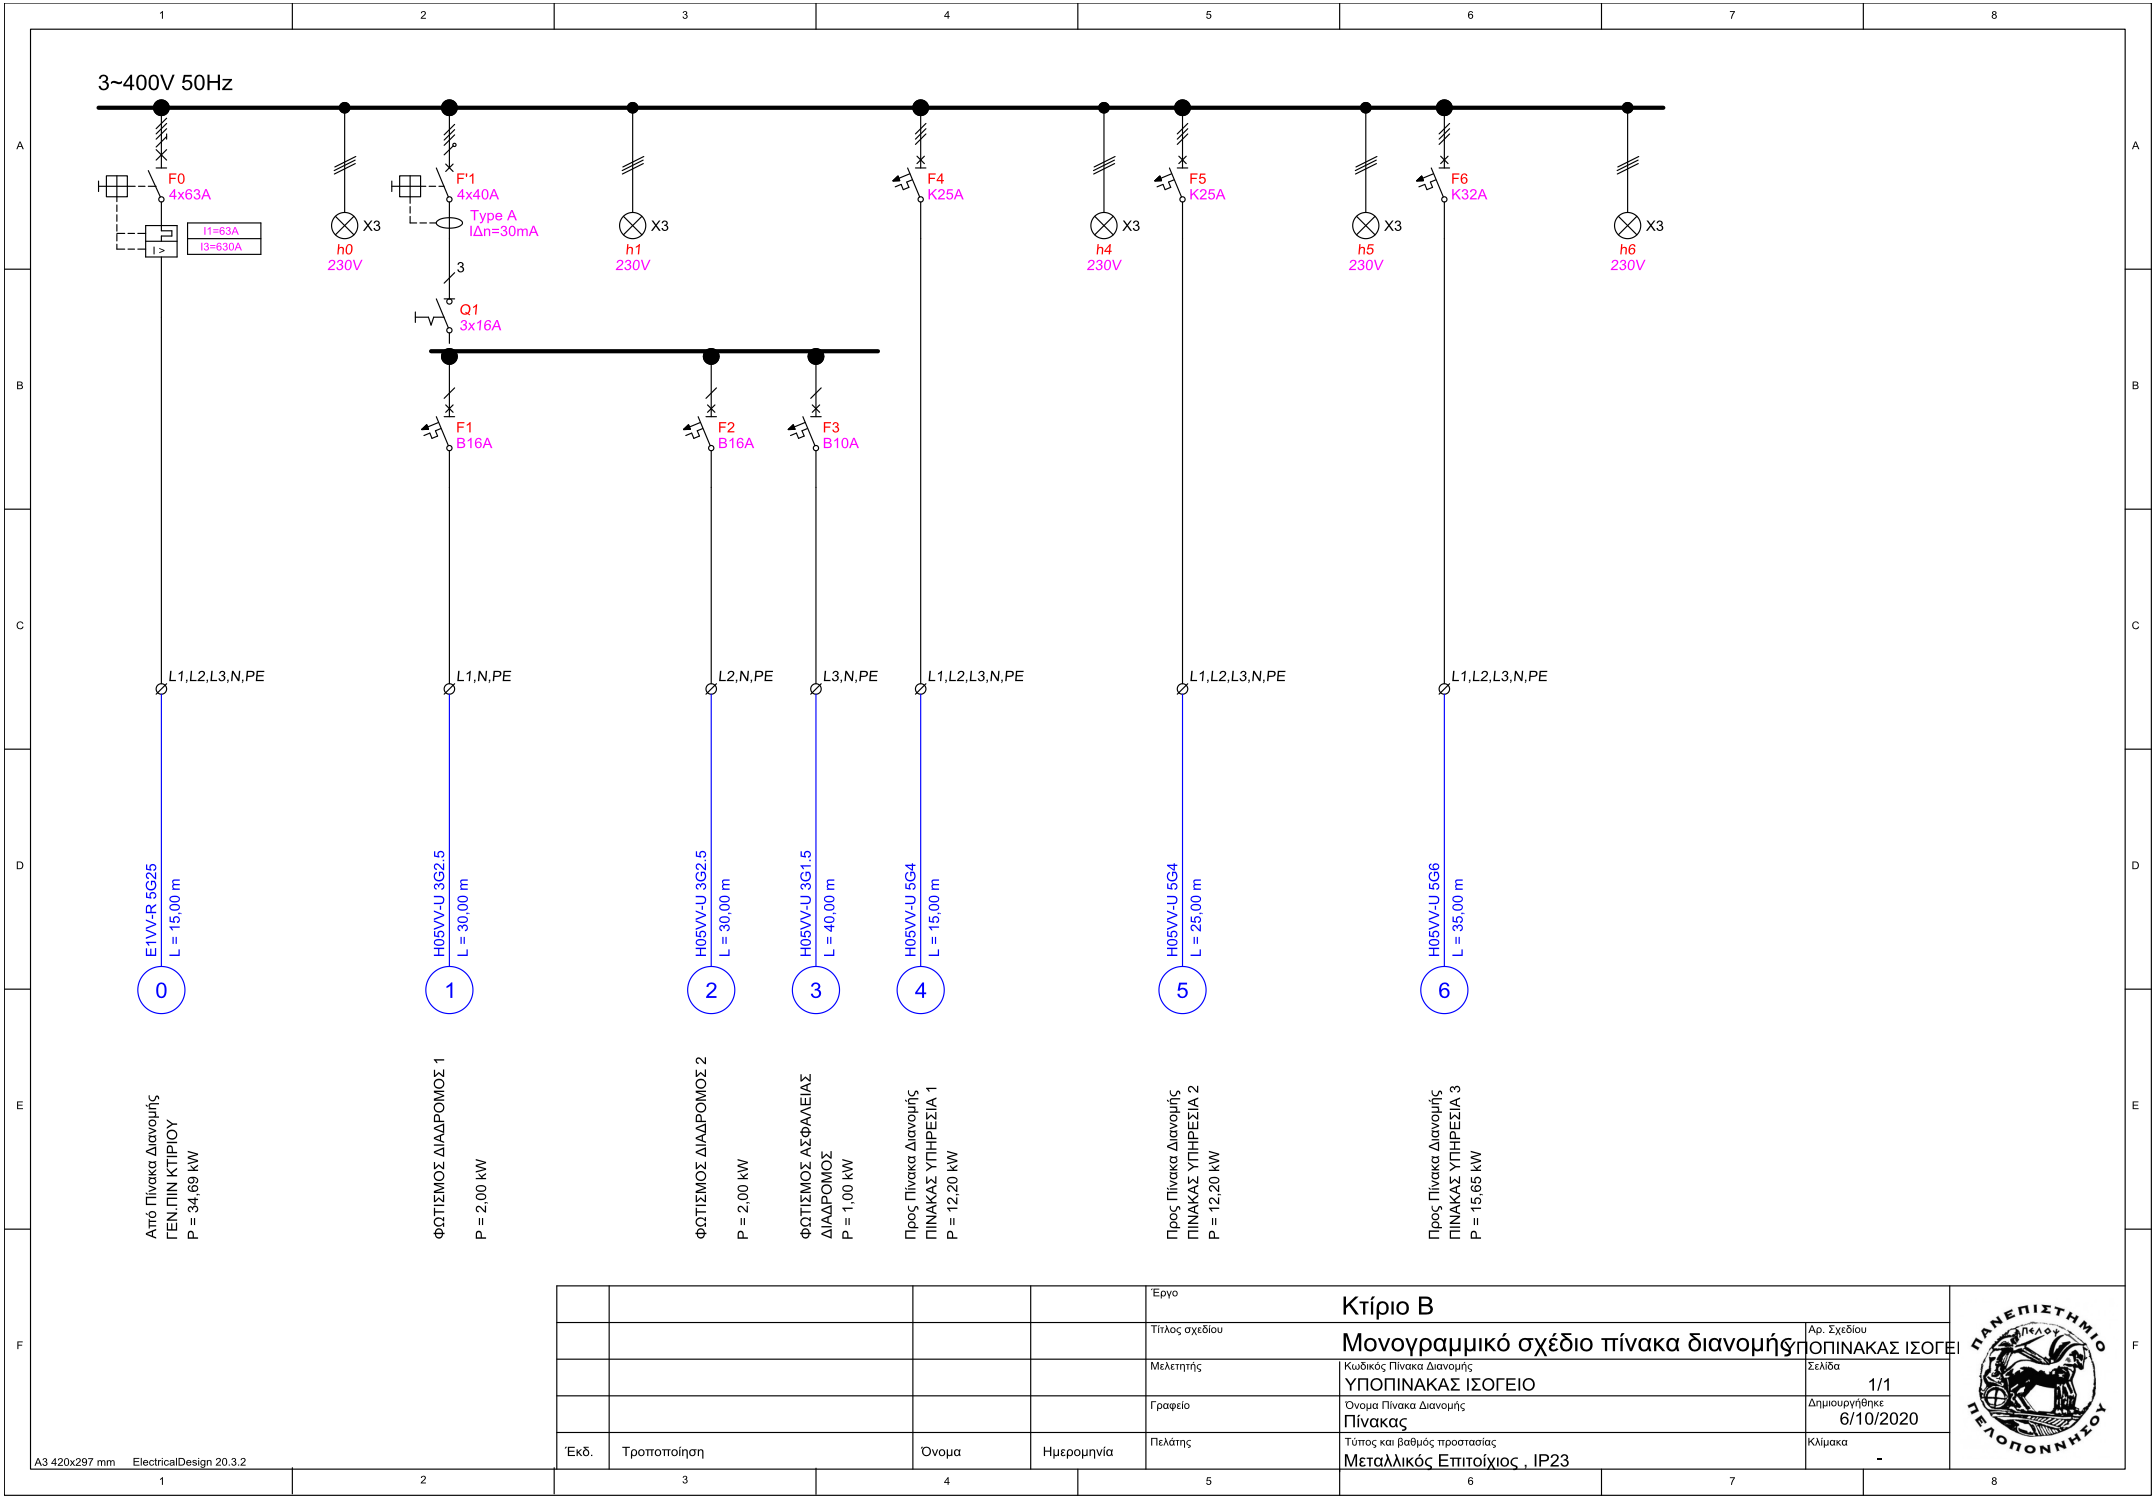 1 2 3 4 5 6 7 8
3~400V 50Hz
A A
F0
4x63A
I1=63A
I3=630A
I >
X3
h0
230V
F'1
4x40A
Type A
IΔn=30mA
3
X3
h1
230V
F4
K25A
X3
h4
230V
F5
K25A
X3
h5
230V
F6
K32A
X3
h6
230V
Q1
3x16A
B B
F1
B16A
F2
B16A
F3
B10A
C C
L1,L2,L3,N,PE
L1,N,PE
L2,N,PE
L3,N,PE
L1,L2,L3,N,PE
L1,L2,L3,N,PE
L1,L2,L3,N,PE
D D
E1VV-R 5G25
L = 15,00 m
H05VV-U 3G2.5
L = 30,00 m
H05VV-U 3G2.5
L = 30,00 m
H05VV-U 3G1.5
L = 40,00 m
H05VV-U 5G4
L = 15,00 m
H05VV-U 5G4
L = 25,00 m
H05VV-U 5G6
L = 35,00 m
0 1 2 3 4 5 6
E E
Από Πίνακα Διανομής
ΓΕΝ.ΠΙΝ ΚΤΙΡΙΟΥ
P = 34,69 kW
ΦΩΤΙΣΜΟΣ ΔΙΑΔΡΟΜΟΣ 1
P = 2,00 kW
ΦΩΤΙΣΜΟΣ ΔΙΑΔΡΟΜΟΣ 2
P = 2,00 kW
ΦΩΤΙΣΜΟΣ ΑΣΦΑΛΕΙΑΣ
ΔΙΑΔΡΟΜΟΣ
P = 1,00 kW
Προς Πίνακα Διανομής
ΠΙΝΑΚΑΣ ΥΠΗΡΕΣΙΑ 1
P = 12,20 kW
Προς Πίνακα Διανομής
ΠΙΝΑΚΑΣ ΥΠΗΡΕΣΙΑ 2
P = 12,20 kW
Προς Πίνακα Διανομής
ΠΙΝΑΚΑΣ ΥΠΗΡΕΣΙΑ 3
P = 15,65 kW
F F
Έργο
Κτίριο Β
Τίτλος σχεδίου
Μονογραμμικό σχέδιο πίνακα διανομής
Αρ. Σχεδίου
ΥΠΟΠΙΝΑΚΑΣ ΙΣΟΓΕΙ
Μελετητής
Κωδικός Πίνακα Διανομής
ΥΠΟΠΙΝΑΚΑΣ ΙΣΟΓΕΙΟ
Σελίδα
1/1
Γραφείο
Όνομα Πίνακα Διανομής
Πίνακας
Δημιουργήθηκε
6/10/2020
Έκδ. Τροποποίηση Όνομα Ημερομηνία
Πελάτης
Τύπος και βαθμός προστασίας
Μεταλλικός Επιτοίχιος , IP23
Κλίμακα
-
ΠΑΝΕΠΙΣΤΗΜΙΟ
ΠΕΛΟΨ
ΠΕΛΟΠΟΝΝΗΣΟΥ
A3 420x297 mm ElectricalDesign 20.3.2
1 2 3 4 5 6 7 8